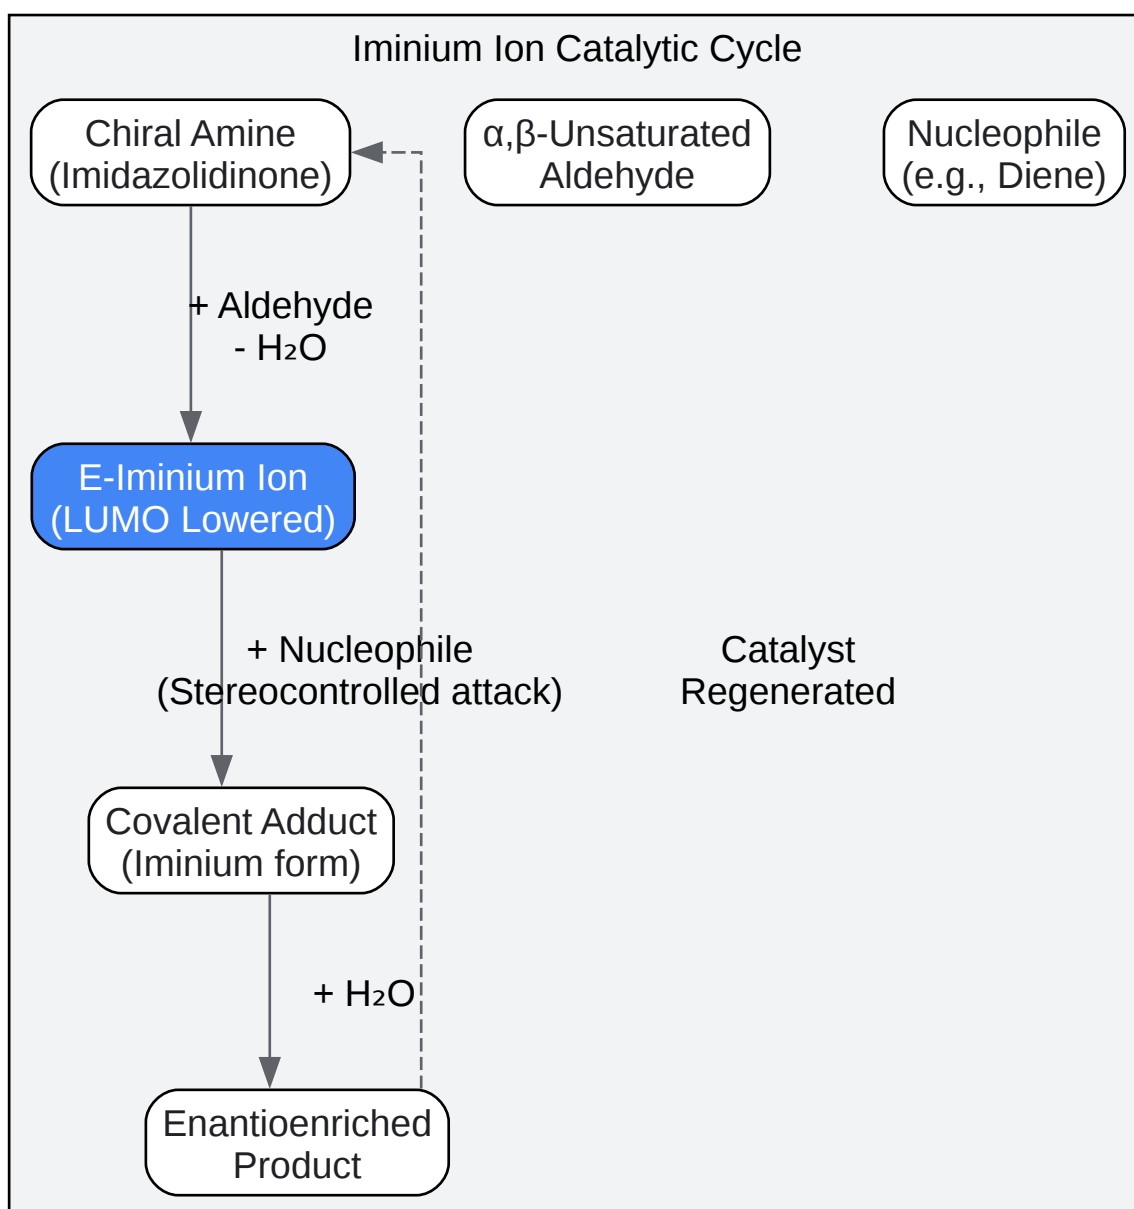 Iminium Ion Catalytic Cycle
Chiral Amine
(Imidazolidinone)
α,β-Unsaturated
Aldehyde
Nucleophile
(e.g., Diene)
+ Aldehyde
- H₂O
E-Iminium Ion
(LUMO Lowered)
+ Nucleophile
(Stereocontrolled attack)
Catalyst
Regenerated
Covalent Adduct
(Iminium form)
+ H₂O
Enantioenriched
Product